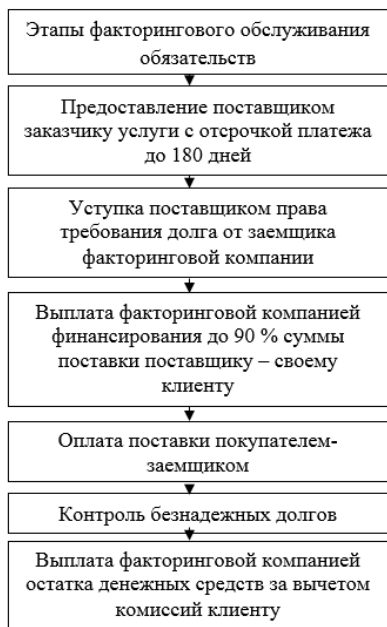 Этапы факторингового обслуживания
обязательств
Предоставление поставщиком
заказчику услуги с отсрочкой платежа
до 180 дней
Уступка поставщиком права
требования долга от заемщика
факторинговой компании
Выплата факторинговой компанией
финансирования до 90 % суммы
поставки поставщику – своему
клиенту
Оплата поставки покупателем-
заемщиком
Контроль безнадежных долгов
Выплата факторинговой компанией
остатка денежных средств за вычетом
комиссий клиенту